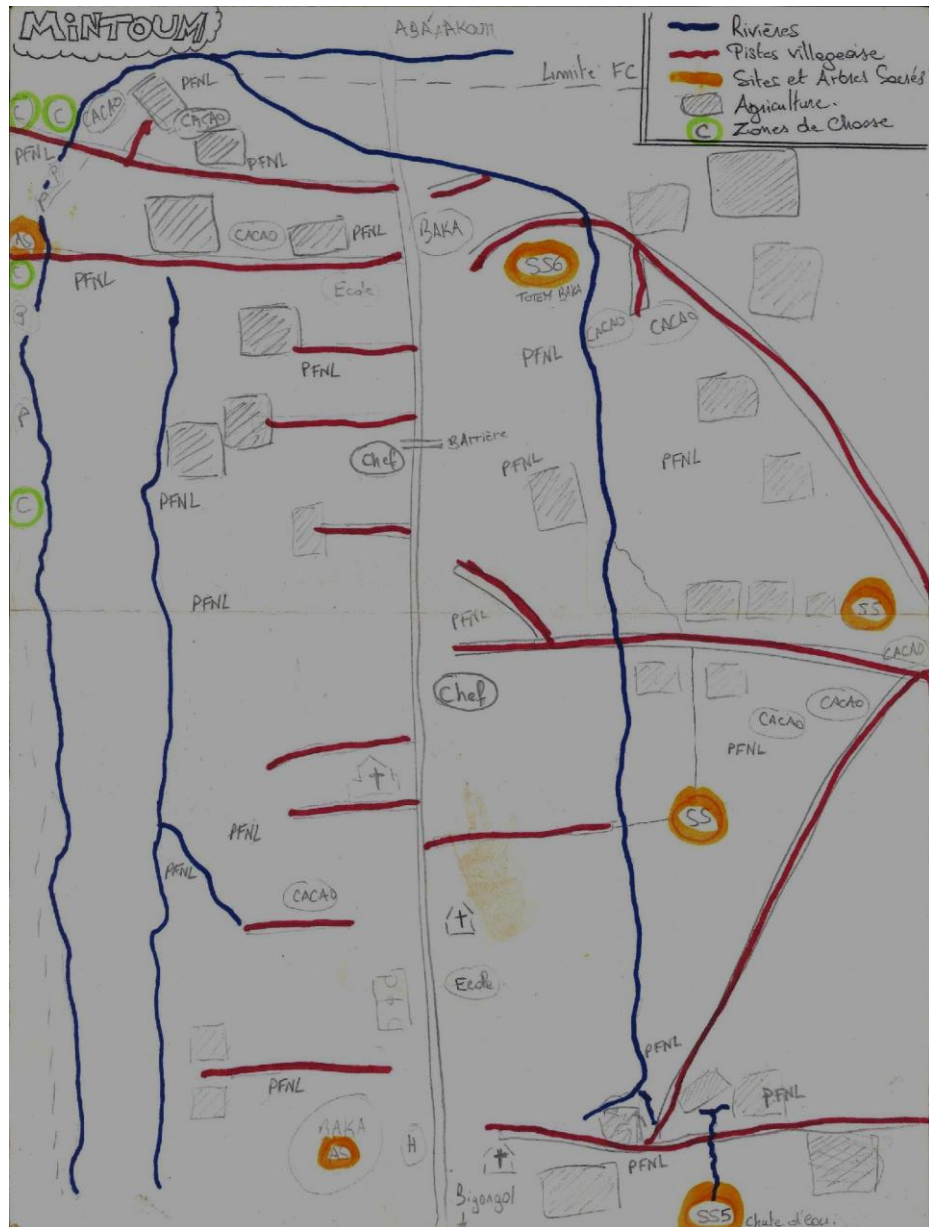 MiNTOUM
Rivières
Pistes villageoise
Sites et Arbres Sacrés
Agriculture.
C Zones de Chasse
Limité FC
PFNL
C C CACAO
CACAO
PFNL
PFNL
P
P
P
AS
CACAO
PFNL
BAKA
SS6
TOTEM BAKA
C
PFNL
Ecole
CACAO CACAO
P
PFNL
PFNL
P
BARRière
Chef
PFNL
PFNL
C
PFNL
PFNL
PFNL
SS
CACAO
Chef
CACAO
CACAO
PFNL
SS
PFNL
PFNL
CACAO
Ecole
PFNL
PFNL
PFNL
BAKA
AS
H
PFNL
Bigongol
SS5
Chute d'eau.